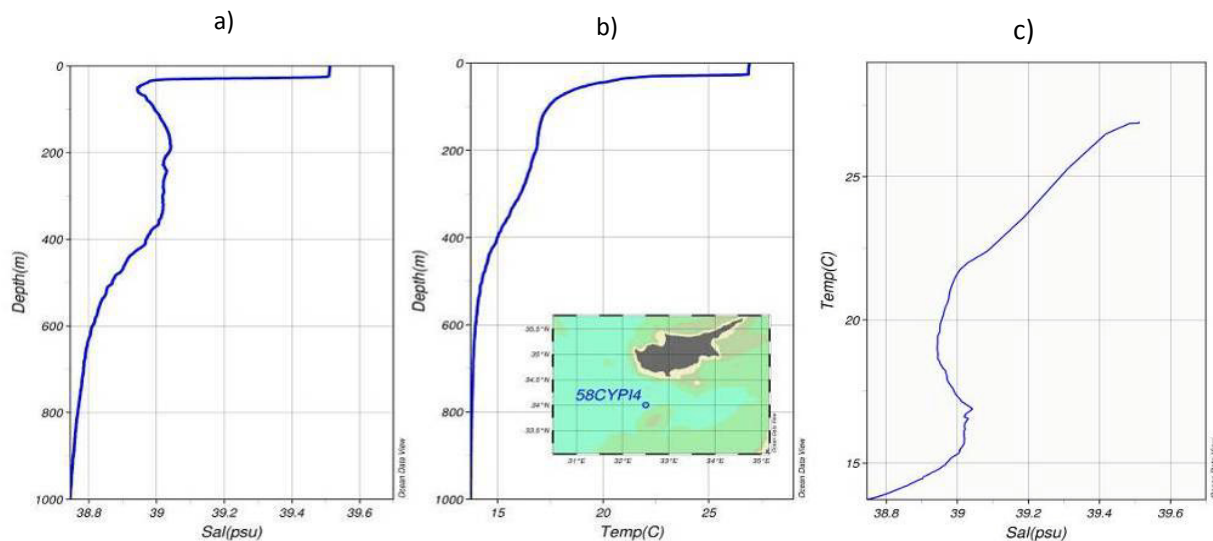 a)
b)
c)
0
200
400
600
800
1000
Depth(m)
38.8 39 39.2 39.4 39.6
Sal(psu)
Ocean Data View
0
200
400
600
800
1000
Depth(m)
15 20 25
Temp(C)
Ocean Data View
35.5°N
35°N
34.5°N
34°N
33.5°N
58CYPI4
31°E 32°E 33°E 34°E 35°E
Ocean Data View
25
20
15
Temp(C)
38.8 39 39.2 39.4 39.6
Sal(psu)
Ocean Data View